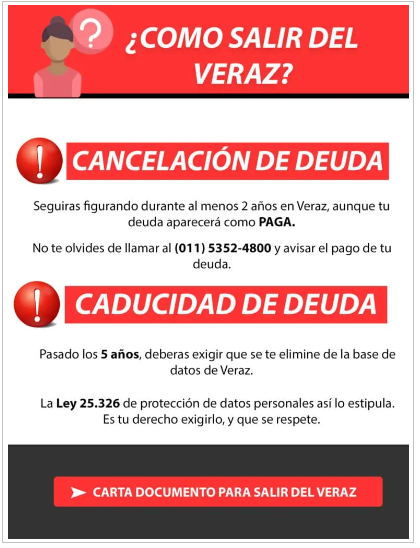 ?
¿COMO SALIR DEL
VERAZ?
!
CANCELACIÓN DE DEUDA
Seguiras figurando durante al menos 2 años en Veraz, aunque tu
deuda aparecerá como PAGA.
No te olvides de llamar al (011) 5352-4800 y avisar el pago de tu
deuda.
!
CADUCIDAD DE DEUDA
Pasado los 5 años, deberas exigir que se te elimine de la base de
datos de Veraz.
La Ley 25.326 de protección de datos personales así lo estipula.
Es tu derecho exigirlo, y que se respete.
CARTA DOCUMENTO PARA SALIR DEL VERAZ